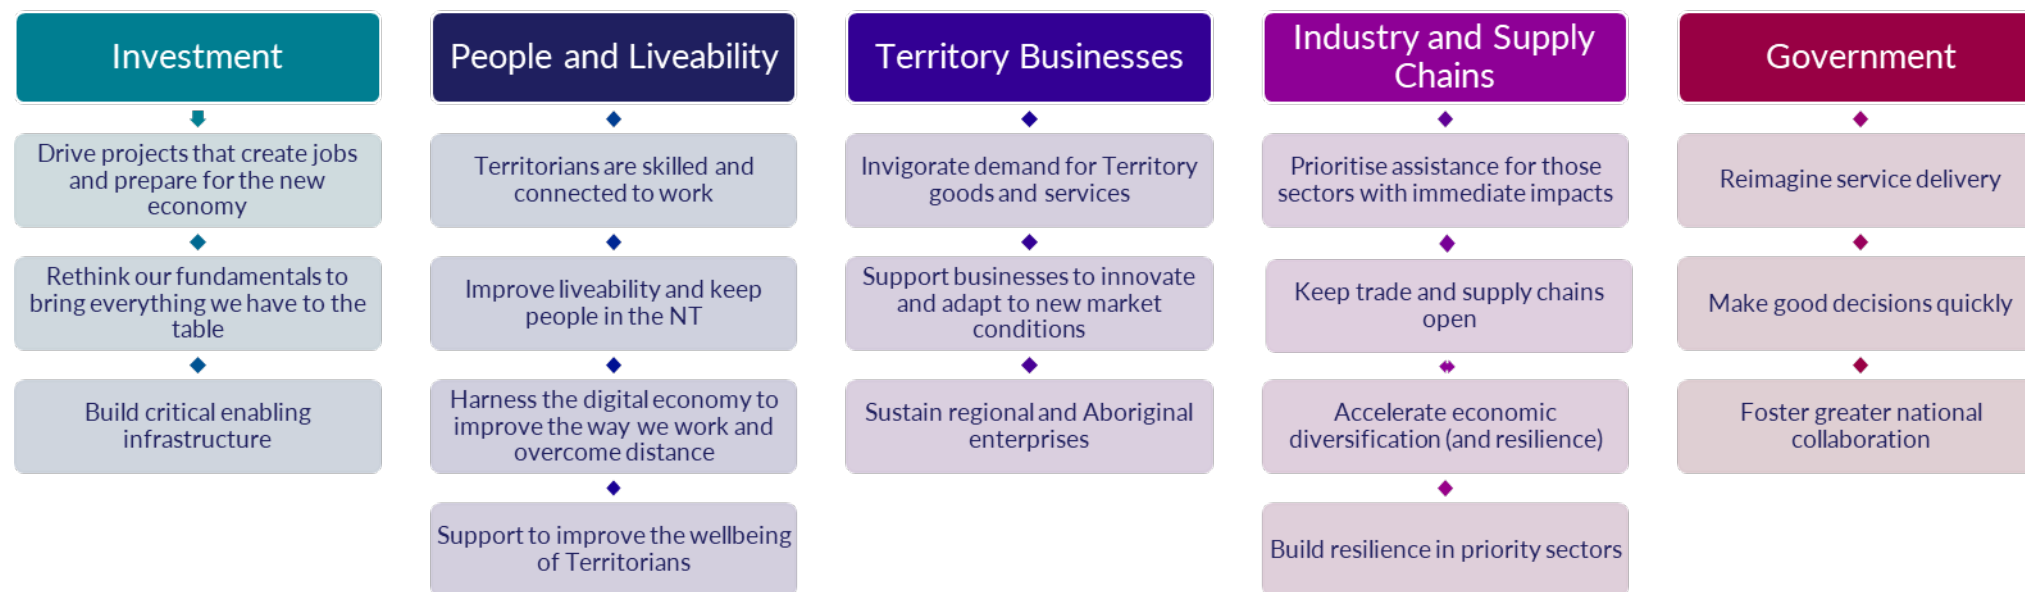 Investment
Drive projects that create jobs
and prepare for the new
economy
Rethink our fundamentals to
bring everything we have to the
table
Build critical enabling
infrastructure
People and Liveability
Territorians are skilled and
connected to work
Improve liveability and keep
people in the NT
Harness the digital economy to
improve the way we work and
overcome distance
Support to improve the wellbeing
of Territorians
Territory Businesses
Invigorate demand for Territory
goods and services
Support businesses to innovate
and adapt to new market
conditions
Sustain regional and Aboriginal
enterprises
Industry and Supply
Chains
Prioritise assistance for those
sectors with immediate impacts
Keep trade and supply chains
open
Accelerate economic
diversification (and resilience)
Build resilience in priority sectors
Government
Reimagine service delivery
Make good decisions quickly
Foster greater national
collaboration